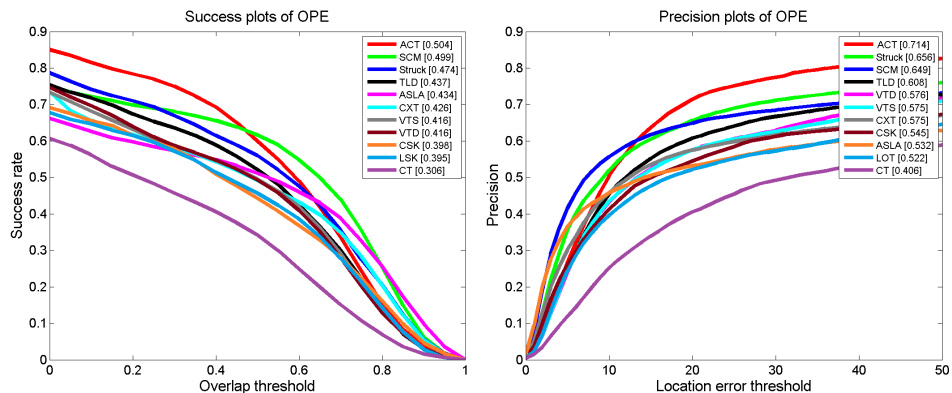 Success plots of OPE
0.9
0.8
0.7
0.6
0.5
0.4
0.3
0.2
0.1
0
Success rate
ACT [0.504]
SCM [0.499]
Struck [0.474]
TLD [0.437]
ASLA [0.434]
CXT [0.426]
VTS [0.416]
VTD [0.416]
CSK [0.398]
LSK [0.395]
CT [0.306]
0 0.2 0.4 0.6 0.8 1
Overlap threshold
Precision plots of OPE
0.9
0.8
0.7
0.6
0.5
0.4
0.3
0.2
0.1
0
Precision
ACT [0.714]
Struck [0.656]
SCM [0.649]
TLD [0.608]
VTD [0.576]
VTS [0.575]
CXT [0.575]
CSK [0.545]
ASLA [0.532]
LOT [0.522]
CT [0.406]
0 10 20 30 40 50
Location error threshold